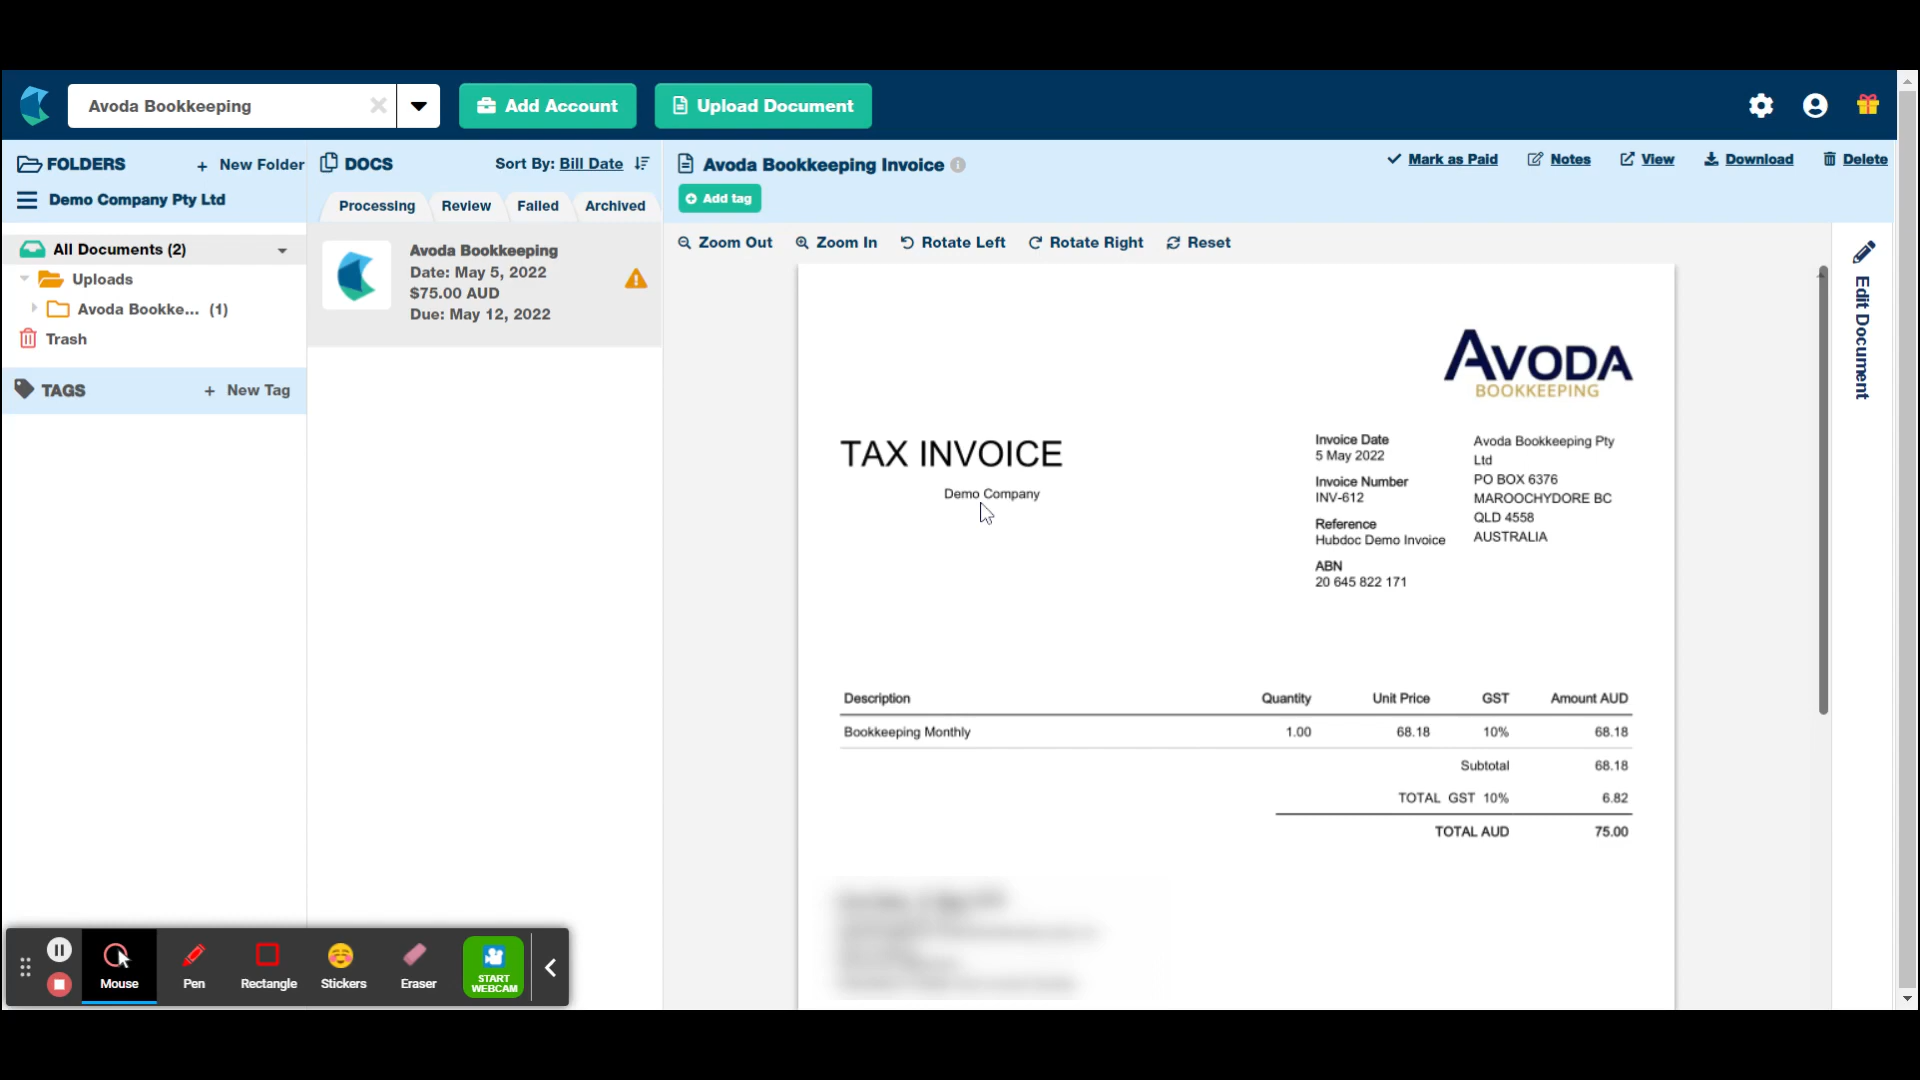 Avoda Bookkeeping
Add Account
Upload Document
FOLDERS
+ New Folder
Demo Company Pty Ltd
All Documents (2)
Uploads
Avoda Bookke... (1)
Trash
TAGS
+ New Tag
DOCS
Sort By: Bill Date
Processing
Review
Failed
Archived
Avoda Bookkeeping
Date: May 5, 2022
$75.00 AUD
Due: May 12, 2022
Avoda Bookkeeping Invoice
Mark as Paid
Notes
View
Download
Delete
Add tag
Zoom Out
Zoom In
Rotate Left
Rotate Right
Reset
Edit Document
AVODA
BOOKKEEPING
TAX INVOICE
Demo Company
Invoice Date
5 May 2022
Invoice Number
INV-612
Reference
Hubdoc Demo Invoice
ABN
20 645 822 171
Avoda Bookkeeping Pty
Ltd
PO BOX 6376
MAROOCHYDORE BC
QLD 4558
AUSTRALIA
Description Quantity Unit Price GST Amount AUD
Bookkeeping Monthly 1.00 68.18 10% 68.18
Subtotal 68.18
TOTAL GST 10% 6.82
TOTAL AUD 75.00
Mouse
Pen
Rectangle
Stickers
Eraser
START
WEBCAM